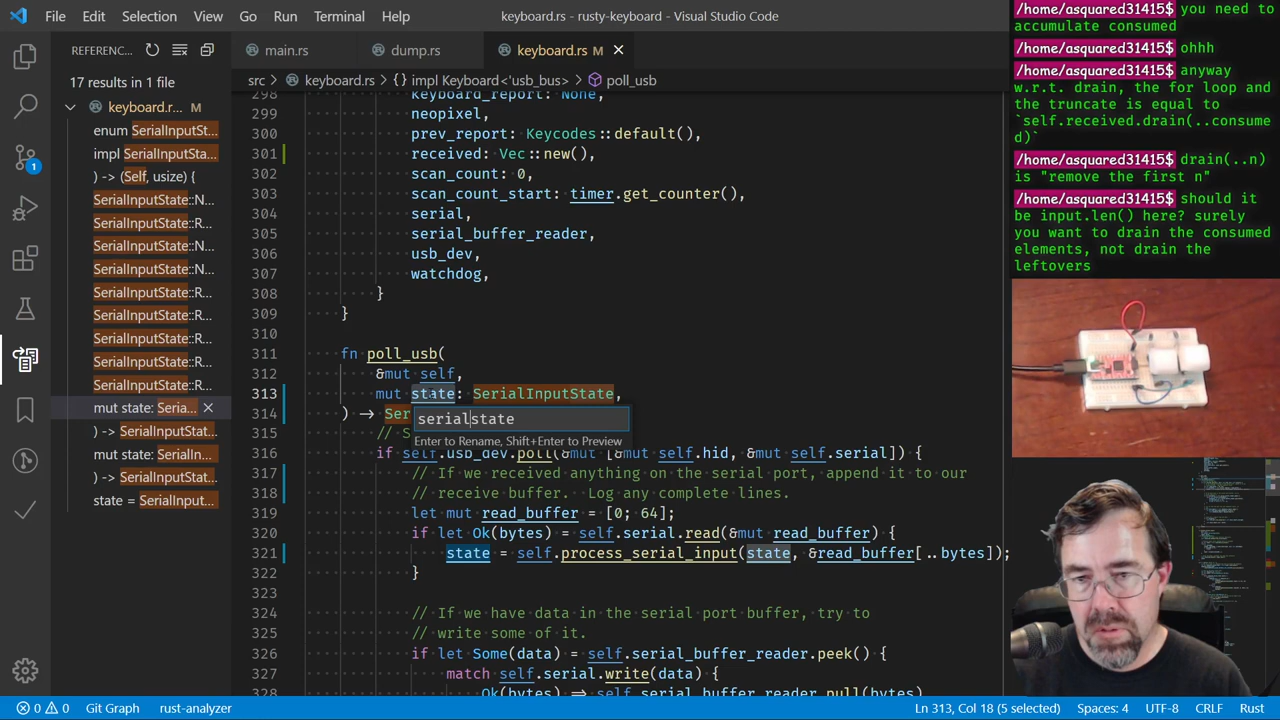 File Edit Selection View Go Run Terminal Help keyboard.rs - rusty-keyboard - Visual Studio Code
REFERENC...
main.rs dump.rs keyboard.rs M
17 results in 1 file
src > keyboard.rs > {} impl Keyboard<'usb_bus> > poll_usb
keyboard.r... M
enum SerialInputSt...
impl SerialInputSta...
) -> (Self, usize) {
SerialInputState::N...
SerialInputState::R...
SerialInputState::N...
SerialInputState::N...
SerialInputState::R...
SerialInputState::R...
SerialInputState::R...
SerialInputState::R...
SerialInputState::R...
mut state: Seria...
) -> SerialInputStat...
mut state: SerialIn...
) -> SerialInputStat...
state = SerialInput...
298 keyboard_report: None,
299 neopixel,
300 prev_report: Keycodes::default(),
301 received: Vec::new(),
302 scan_count: 0,
303 scan_count_start: timer.get_counter(),
304 serial,
305 serial_buffer_reader,
306 usb_dev,
307 watchdog,
308 }
309 }
310
311 fn poll_usb(
312 &mut self,
313 mut state: SerialInputState,
314 ) -> Ser
serialstate
Enter to Rename, Shift+Enter to Preview
315 // S
316 if self.usb_dev.poll(&mut [&mut self.hid, &mut self.serial]) {
317 // If we received anything on the serial port, append it to our
318 // receive buffer. Log any complete lines.
319 let mut read_buffer = [0; 64];
320 if let Ok(bytes) = self.serial.read(&mut read_buffer) {
321 state = self.process_serial_input(state, &read_buffer[..bytes]);
322 }
323
324 // If we have data in the serial port buffer, try to
325 // write some of it.
326 if let Some(data) = self.serial_buffer_reader.peek() {
327 match self.serial.write(data) {
328 Ok(bytes) => self.serial_buffer_reader.pull(bytes)
/home/asquared31415$ you need to
accumulate consumed
/home/asquared31415$ ohhh
/home/asquared31415$ anyway
w.r.t. drain, the for loop and
the truncate is equal to
`self.received.drain(..consume
d)`
/home/asquared31415$ drain(..n)
is "remove the first n"
/home/asquared31415$ should it
be input.len() here? surely
you want to drain the consumed
elements, not drain the
leftovers
1
0 0 Git Graph rust-analyzer Ln 313, Col 18 (5 selected) Spaces: 4 UTF-8 CRLF Rust